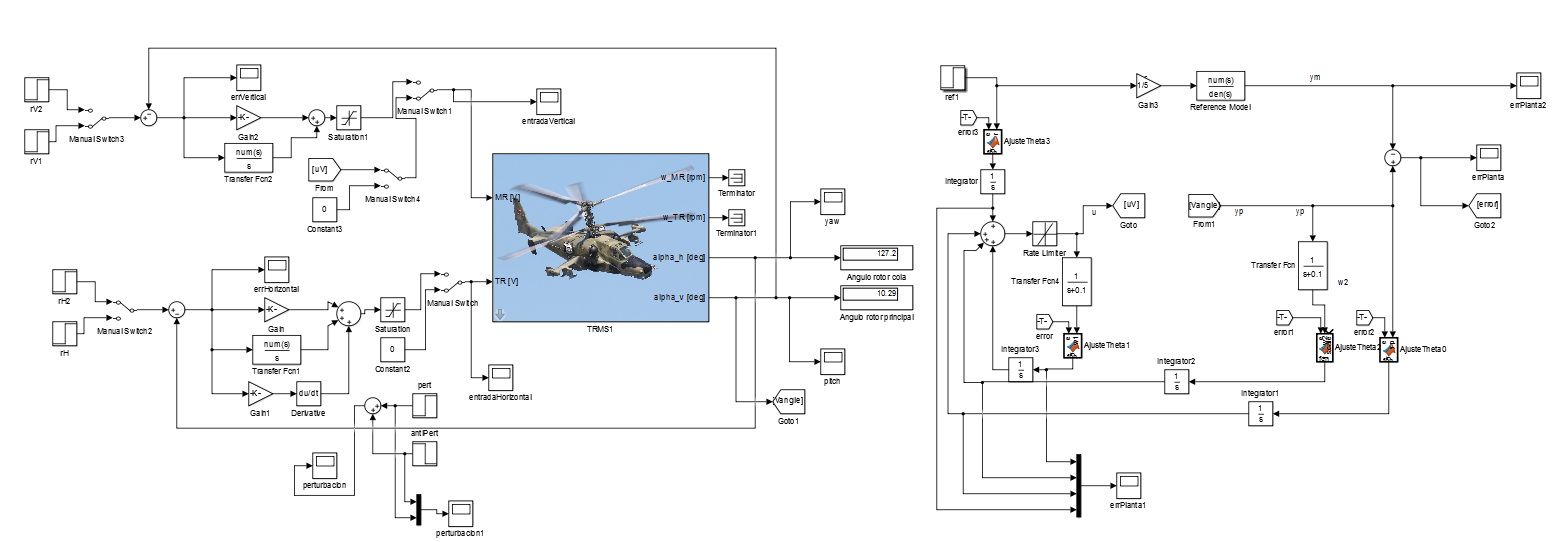 rV2
rV1
Manual Switch3
errVertical
-K-
Gain2
num(s)
s
Transfer Fcn2
Saturation1
Manual Switch1
entradaVertical
[uV]
From
0
Constant3
Manual Switch4
MR [V]
TR [V]
w_MR [rpm]
w_TR [rpm]
alpha_h [deg]
alpha_v [deg]
TRMS1
Terminator
Terminator1
yaw
127.2
Angulo rotor cola
10.29
Angulo rotor principal
pitch
[Vangle]
Goto1
rH2
rH
Manual Switch2
errHorizontal
-K-
Gain
num(s)
s
Transfer Fcn1
-K-
Gain1
du/dt
Derivative
Saturation
Manual Switch
0
Constant2
entradaHorizontal
pert
antiPert
perturbacion
perturbacion1
ref1
1/5
Gain3
num(s)
den(s)
Reference Model
ym
errPlanta2
-T-
error3
AjusteTheta3
Integrator
1
s
Rate Limiter
u
[uV]
Goto
1
s+0.1
Transfer Fcn4
-T-
error
AjusteTheta1
Integrator3
1
s
[Vangle]
From1
yp
yp
errPlanta
[error]
Goto2
Transfer Fcn
1
s+0.1
w2
-T-
error1
AjusteTheta2
-T-
error2
AjusteTheta0
Integrator2
1
s
Integrator1
1
s
errPlanta1